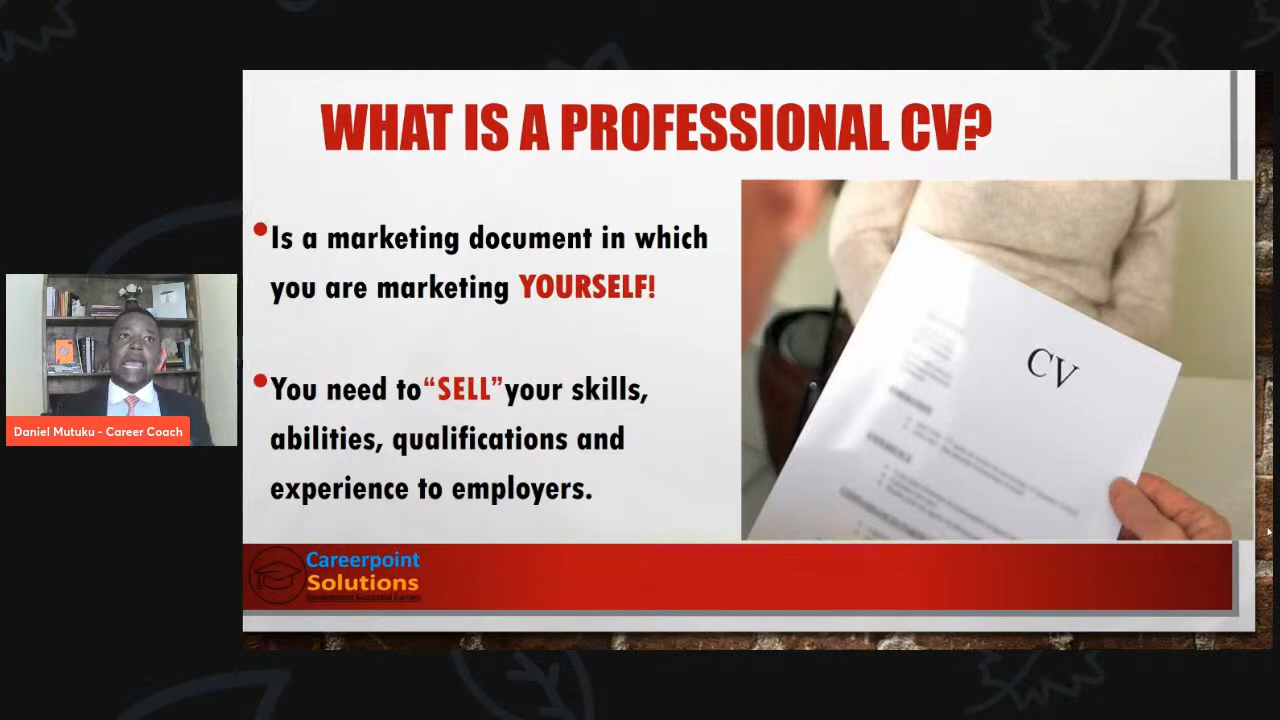 WHAT IS A PROFESSIONAL CV?
•Is a marketing document in which
you are marketing YOURSELF!
•You need to“SELL”your skills,
abilities, qualifications and
experience to employers.
CV
Daniel Mutuku - Career Coach
Careerpoint
Solutions